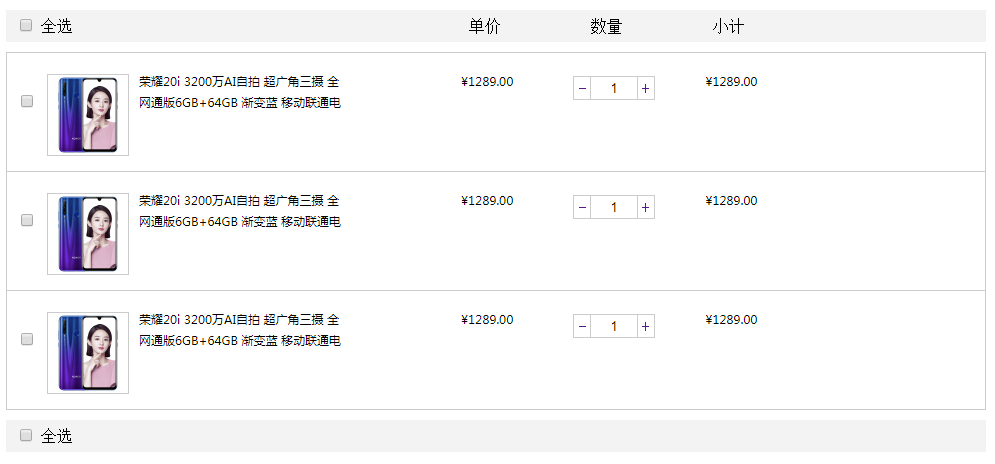 全选 单价 数量 小计
荣耀20i 3200万AI自拍 超广角三摄 全 ¥1289.00 − 1 + ¥1289.00
网通版6GB+64GB 渐变蓝 移动联通电
荣耀20i 3200万AI自拍 超广角三摄 全 ¥1289.00 − 1 + ¥1289.00
网通版6GB+64GB 渐变蓝 移动联通电
荣耀20i 3200万AI自拍 超广角三摄 全 ¥1289.00 − 1 + ¥1289.00
网通版6GB+64GB 渐变蓝 移动联通电
全选